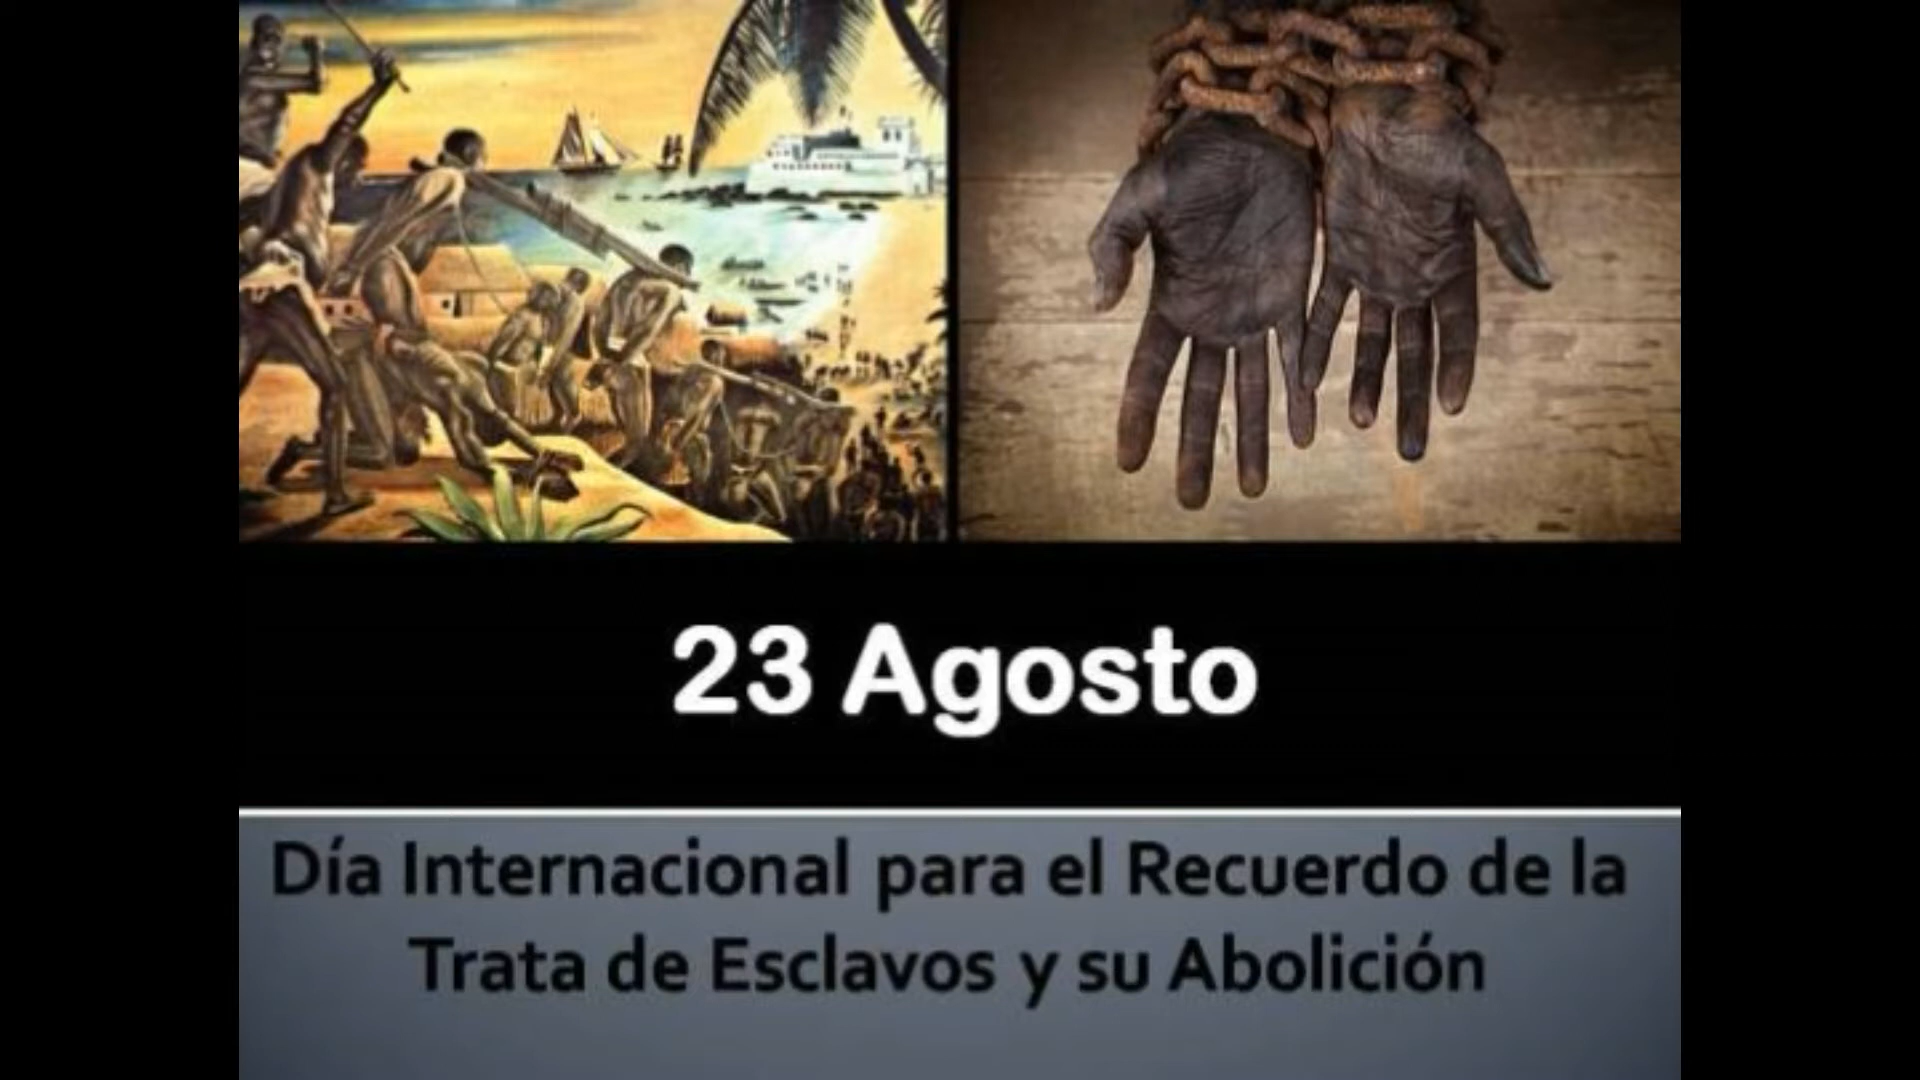 23 Agosto
Día Internacional para el Recuerdo de la
Trata de Esclavos y su Abolición